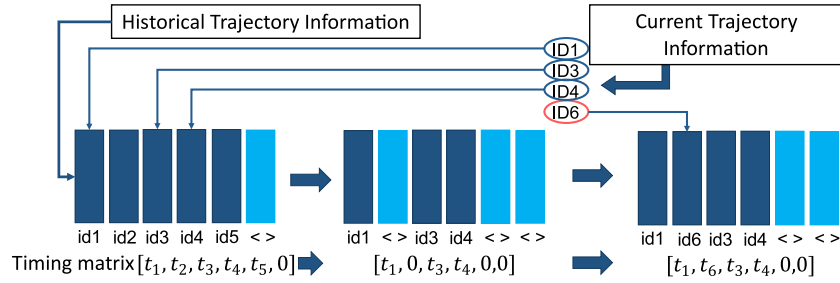 Historical Trajectory Information
Current Trajectory
Information
ID1
ID3
ID4
ID6
id1 id2 id3 id4 id5 < >
id1 < > id3 id4 < > < >
id1 id6 id3 id4 < > < >
Timing matrix [t₁, t₂, t₃, t₄, t₅, 0]
[t₁, 0, t₃, t₄, 0,0]
[t₁, t₆, t₃, t₄, 0,0]